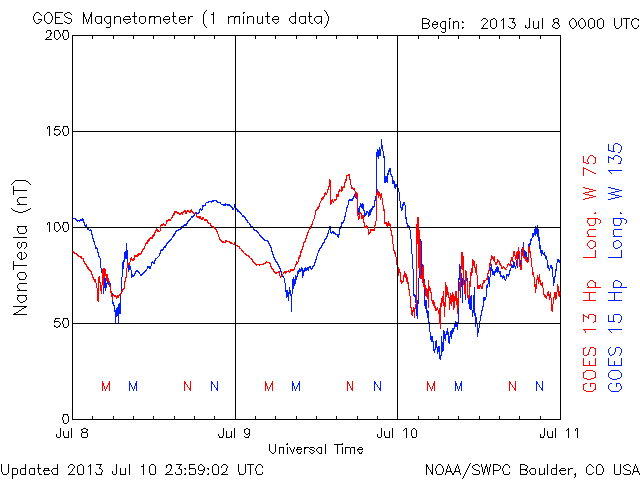 GOES Magnetometer (1 minute data)
Begin: 2013 Jul 8 0000 UTC
200
150
100
50
0
NanoTesla (nT)
M M N N M M N N M M N N
Jul 8 Jul 9 Jul 10 Jul 11
Universal Time
GOES 13 Hp Long. W 75
GOES 15 Hp Long. W 135
Updated 2013 Jul 10 23:59:02 UTC
NOAA/SWPC Boulder, CO USA